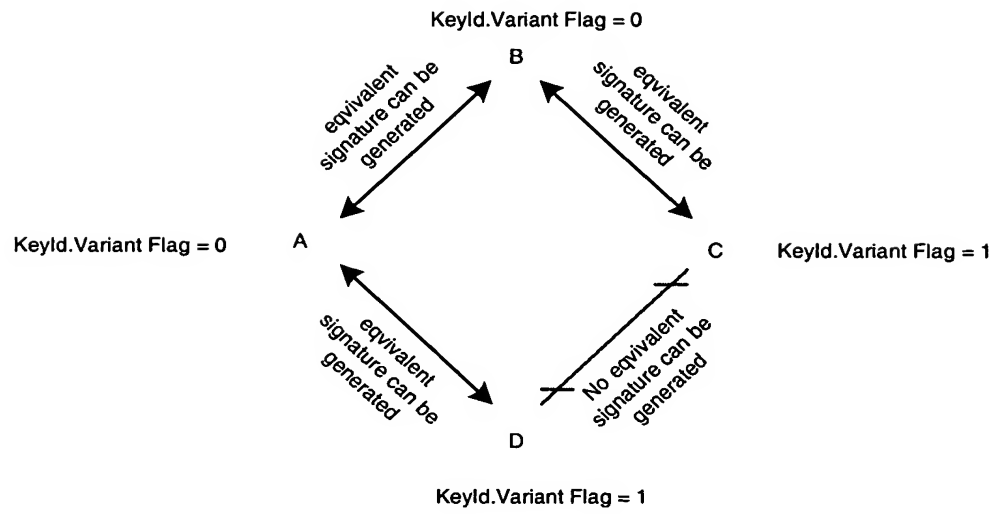 KeyId.Variant Flag = 0
B
eqvivalent
signature can be
generated
eqvivalent
signature can be
generated
KeyId.Variant Flag = 0
A
C
KeyId.Variant Flag = 1
eqvivalent
signature can be
generated
No eqvivalent
signature can be
generated
D
KeyId.Variant Flag = 1